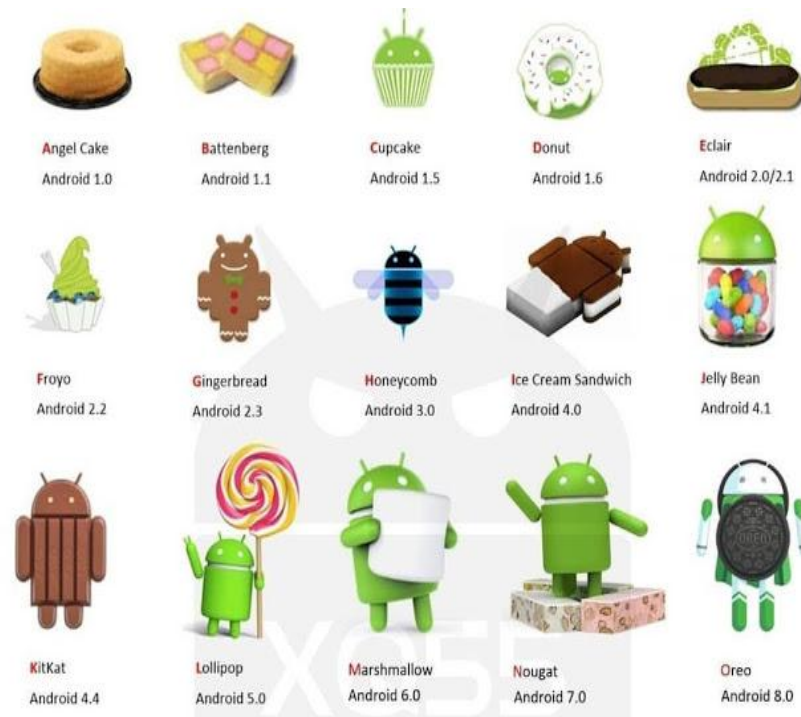 Angel Cake
Android 1.0
Battenberg
Android 1.1
Cupcake
Android 1.5
Donut
Android 1.6
Eclair
Android 2.0/2.1
Froyo
Android 2.2
Gingerbread
Android 2.3
Honeycomb
Android 3.0
Ice Cream Sandwich
Android 4.0
Jelly Bean
Android 4.1
KitKat
Android 4.4
Lollipop
Android 5.0
Marshmallow
Android 6.0
Nougat
Android 7.0
OREO
Oreo
Android 8.0
XQ55